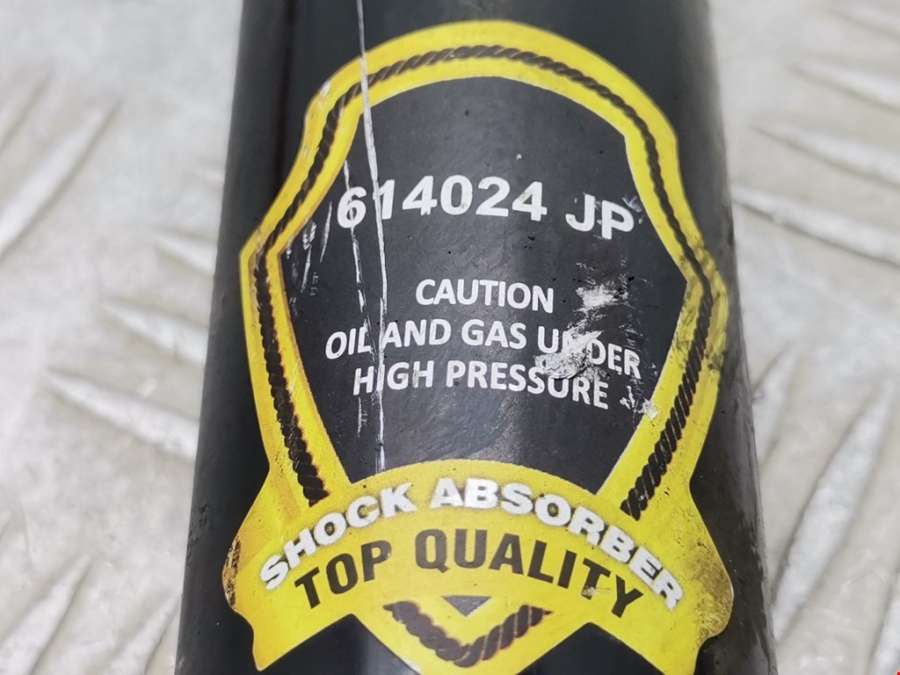 614024 JP
CAUTION
OIL AND GAS UNDER
HIGH PRESSURE
SHOCK ABSORBER
TOP QUALITY